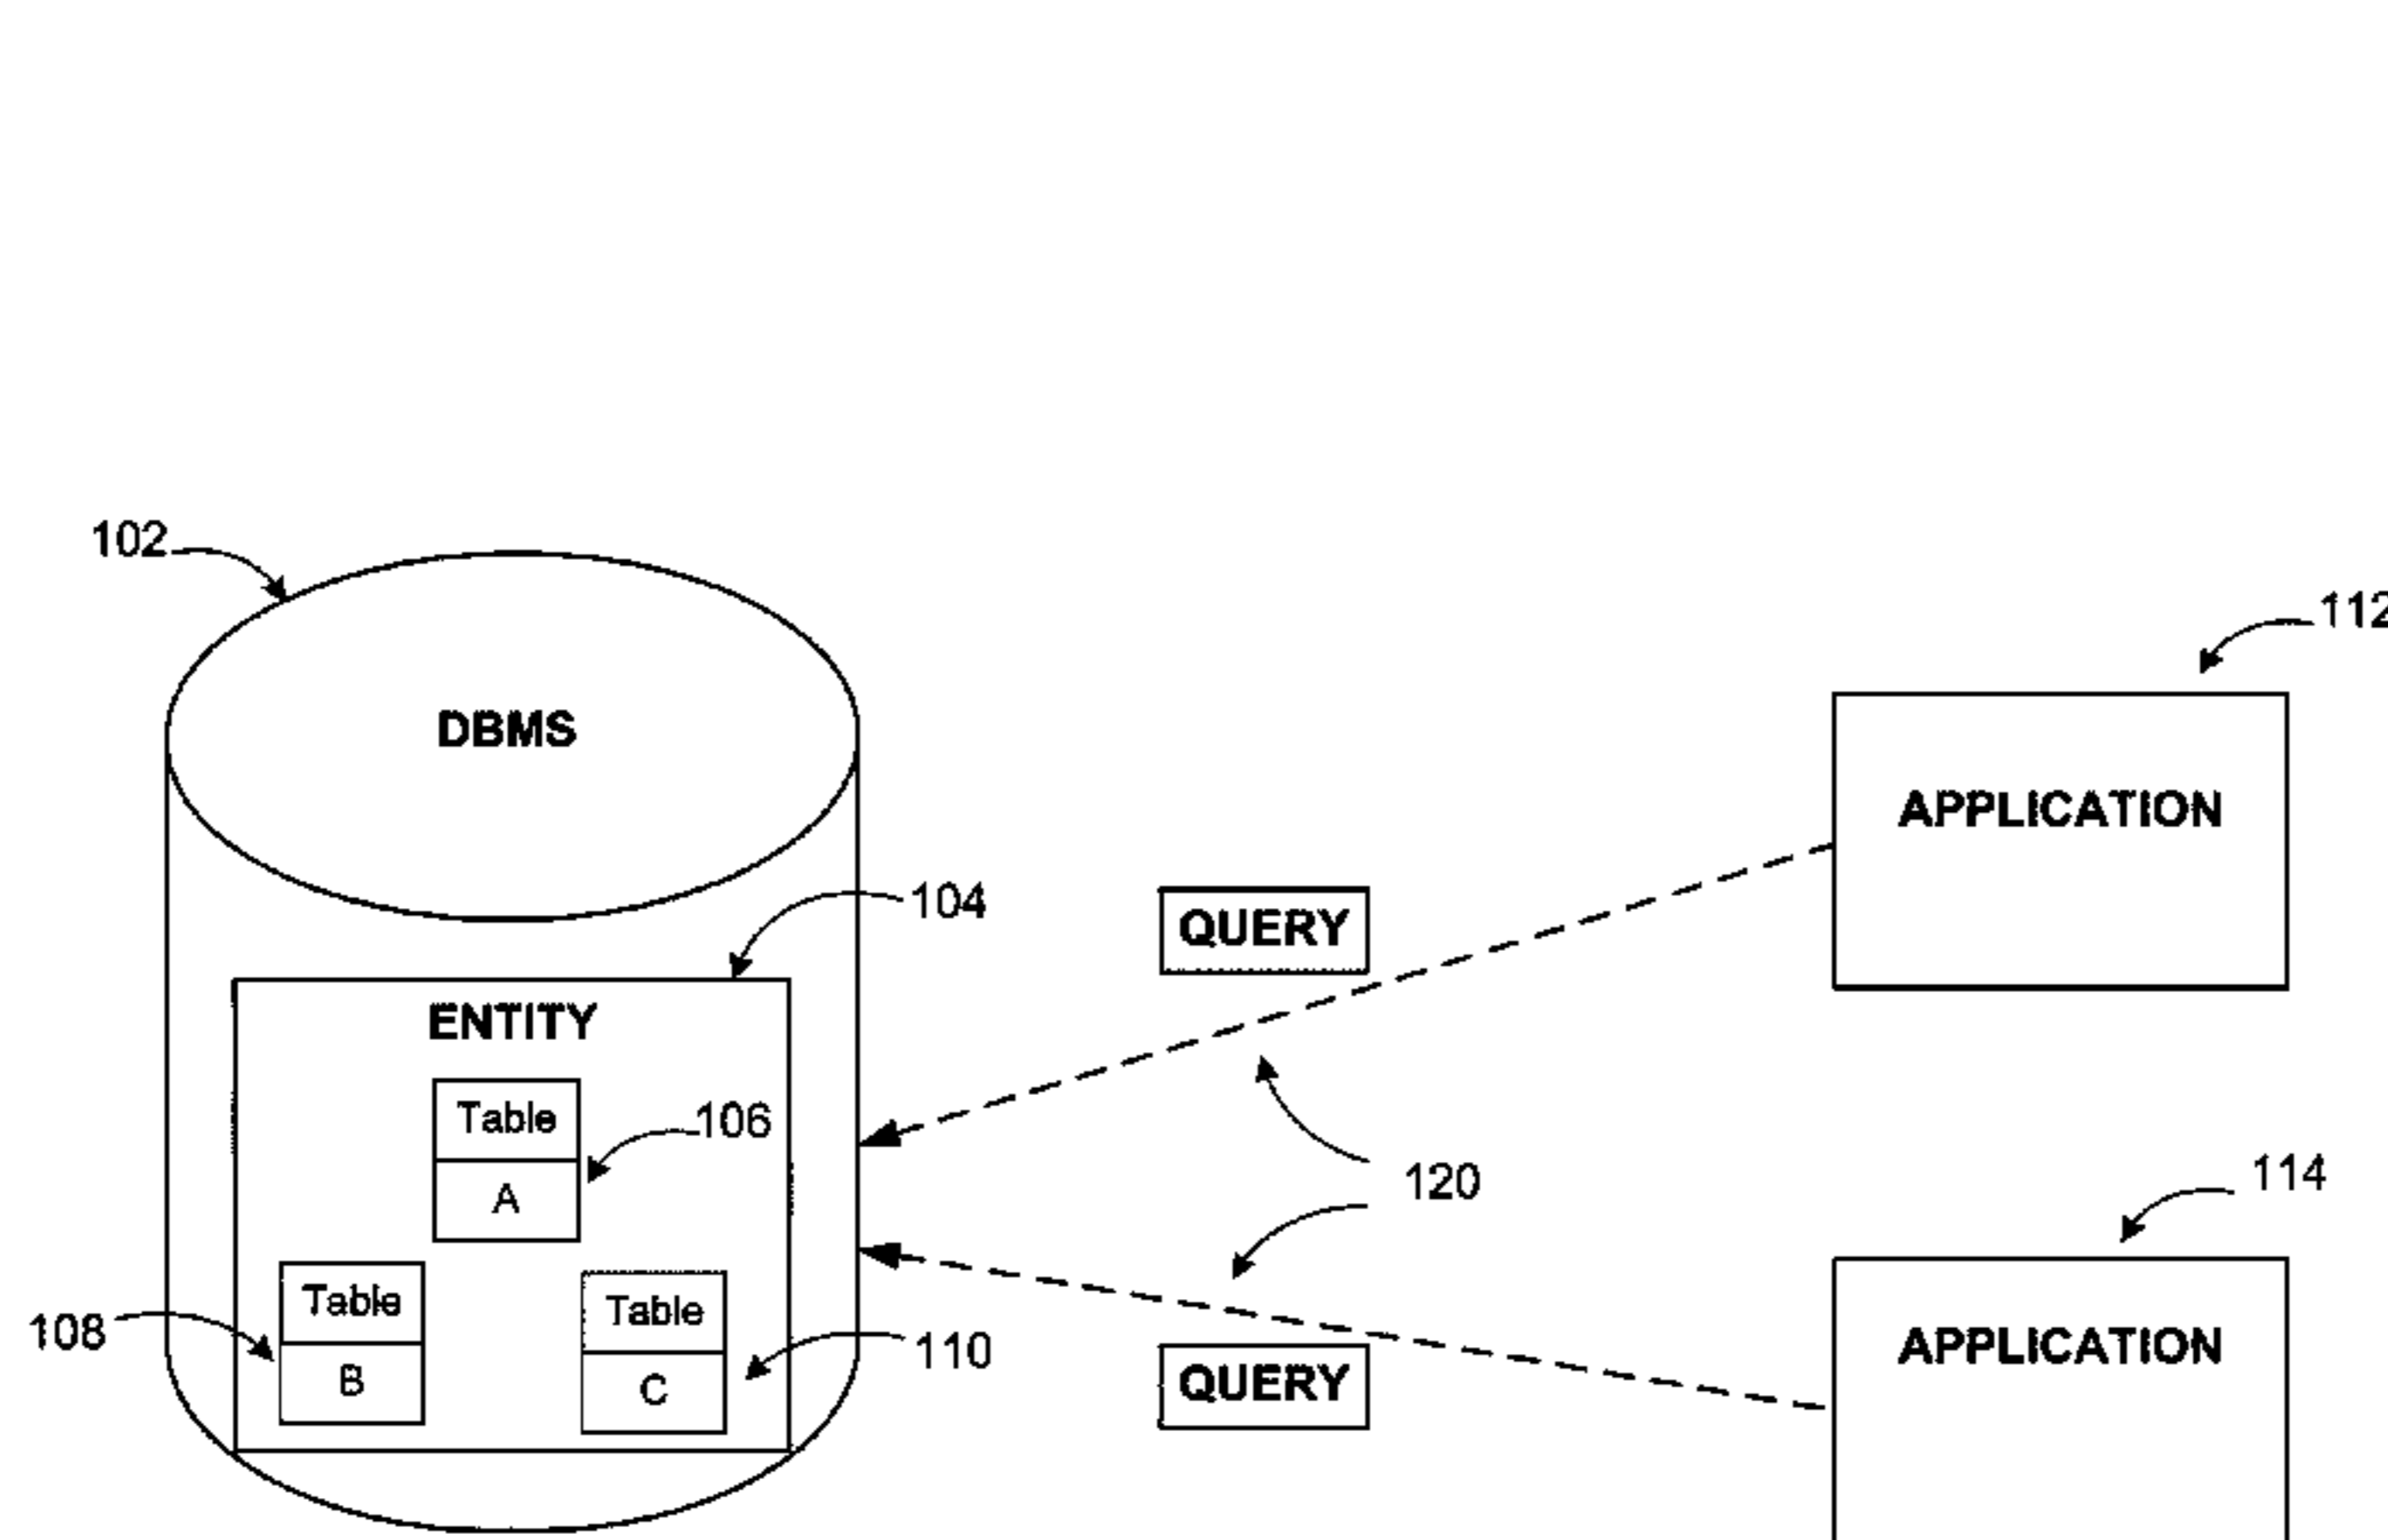 102
112
DBMS
APPLICATION
104
QUERY
ENTITY
Table
106
A
120
114
Table
Table
108
110
B
C
QUERY
APPLICATION